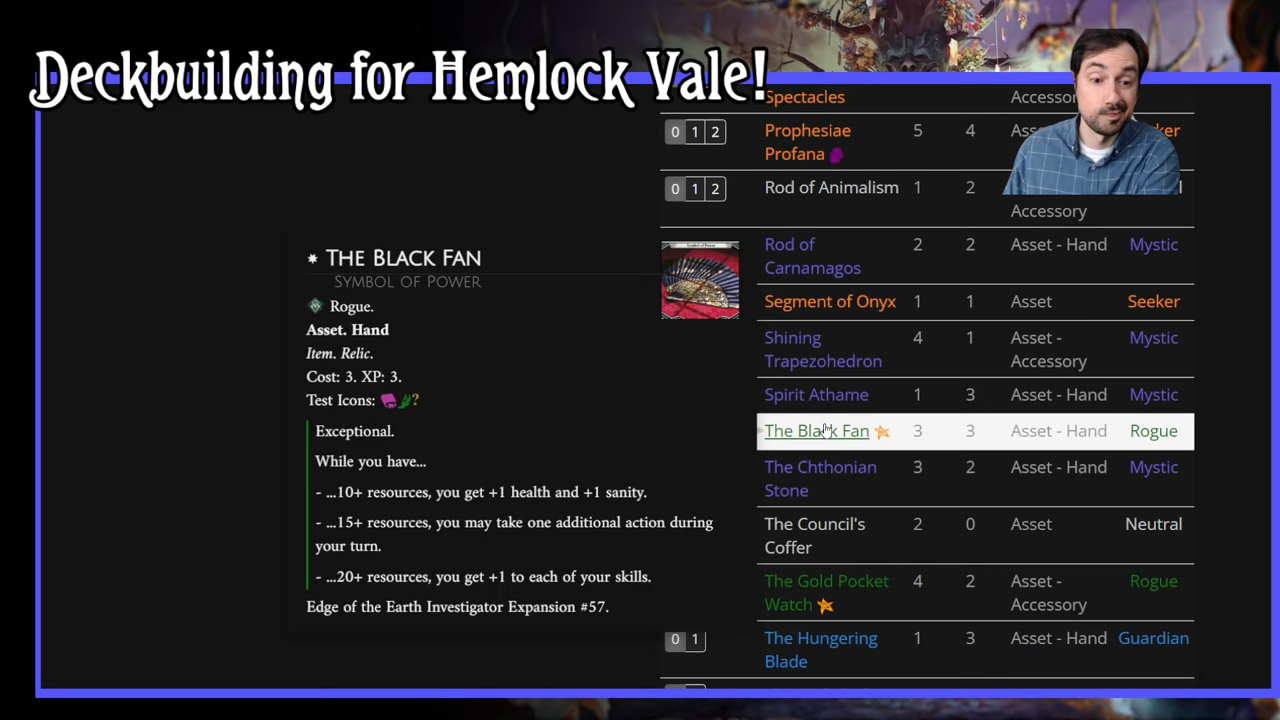 Deckbuilding for Hemlock Vale!
Spectacles Accessory
0 1 2 Prophesiae Profana 5 4 Seeker
0 1 2 Rod of Animalism 1 2 Accessory
Rod of Carnamagos 2 2 Asset - Hand Mystic
Segment of Onyx 1 1 Asset Seeker
Shining Trapezohedron 4 1 Asset - Accessory Mystic
Spirit Athame 1 3 Asset - Hand Mystic
The Black Fan 3 3 Asset - Hand Rogue
The Chthonian Stone 3 2 Asset - Hand Mystic
The Council's Coffer 2 0 Asset Neutral
The Gold Pocket Watch 4 2 Asset - Accessory Rogue
0 1 The Hungering Blade 1 3 Asset - Hand Guardian
THE BLACK FAN
SYMBOL OF POWER
Rogue.
Asset. Hand
Item. Relic.
Cost: 3. XP: 3.
Test Icons: ?
Exceptional.
While you have...
- ...10+ resources, you get +1 health and +1 sanity.
- ...15+ resources, you may take one additional action during
your turn.
- ...20+ resources, you get +1 to each of your skills.
Edge of the Earth Investigator Expansion #57.